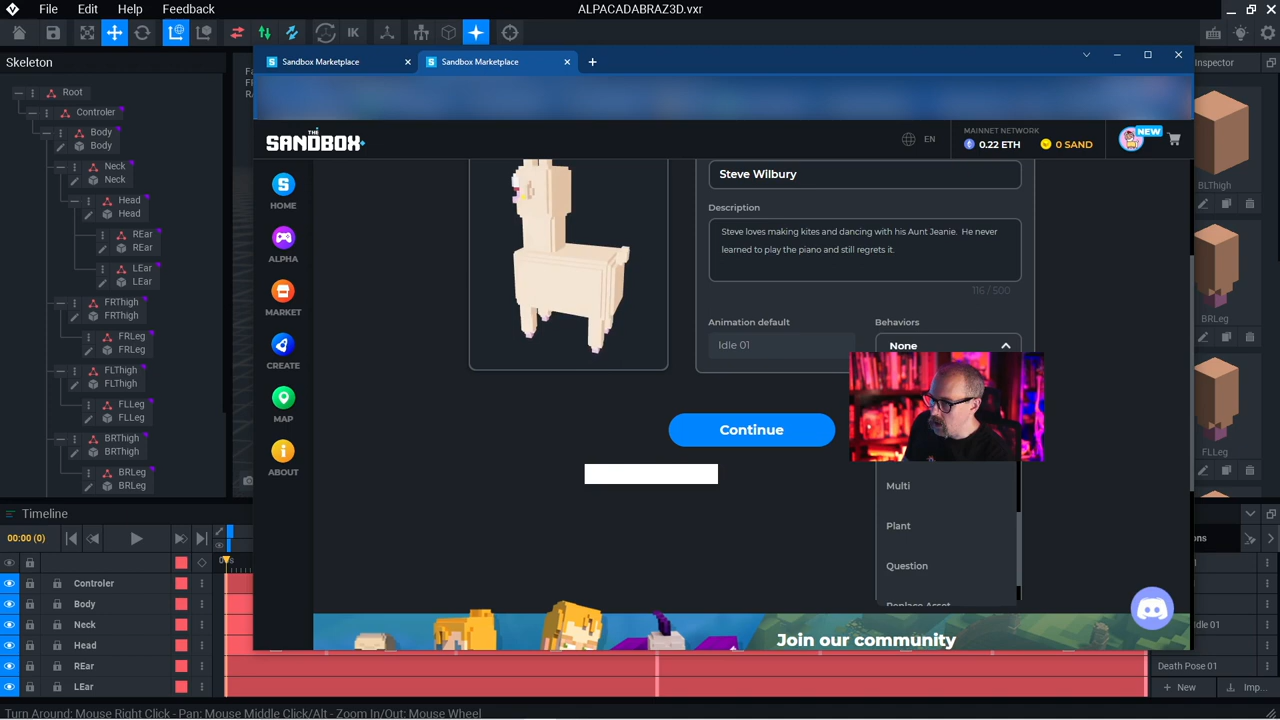 File Edit Help Feedback
ALPACADABRAZ3D.vxr
IK
Skeleton
Root
Controler
Body
Body
Neck
Neck
Head
Head
REar
REar
LEar
LEar
FRThigh
FRThigh
FRLeg
FRLeg
FLThigh
FLThigh
FLLeg
FLLeg
BRThigh
BRThigh
BRLeg
BRLeg
Sandbox Marketplace
Sandbox Marketplace
THE
SANDBOX
EN
MAINNET NETWORK
0.22 ETH
0 SAND
NEW
HOME
ALPHA
MARKET
CREATE
MAP
ABOUT
Steve Wilbury
Description
Steve loves making kites and dancing with his Aunt Jeanie. He never
learned to play the piano and still regrets it.
116 / 500
Animation default
Idle 01
Behaviors
None
Continue
Multi
Plant
Question
Replace Asset
Join our community
Inspector
BLThigh
BRLeg
FLLeg
Timeline
00:00 (0)
Controler
Body
Neck
Head
REar
LEar
Idle 01
Death Pose 01
New
Imp...
Turn Around: Mouse Right Click - Pan: Mouse Middle Click/Alt - Zoom In/Out: Mouse Wheel